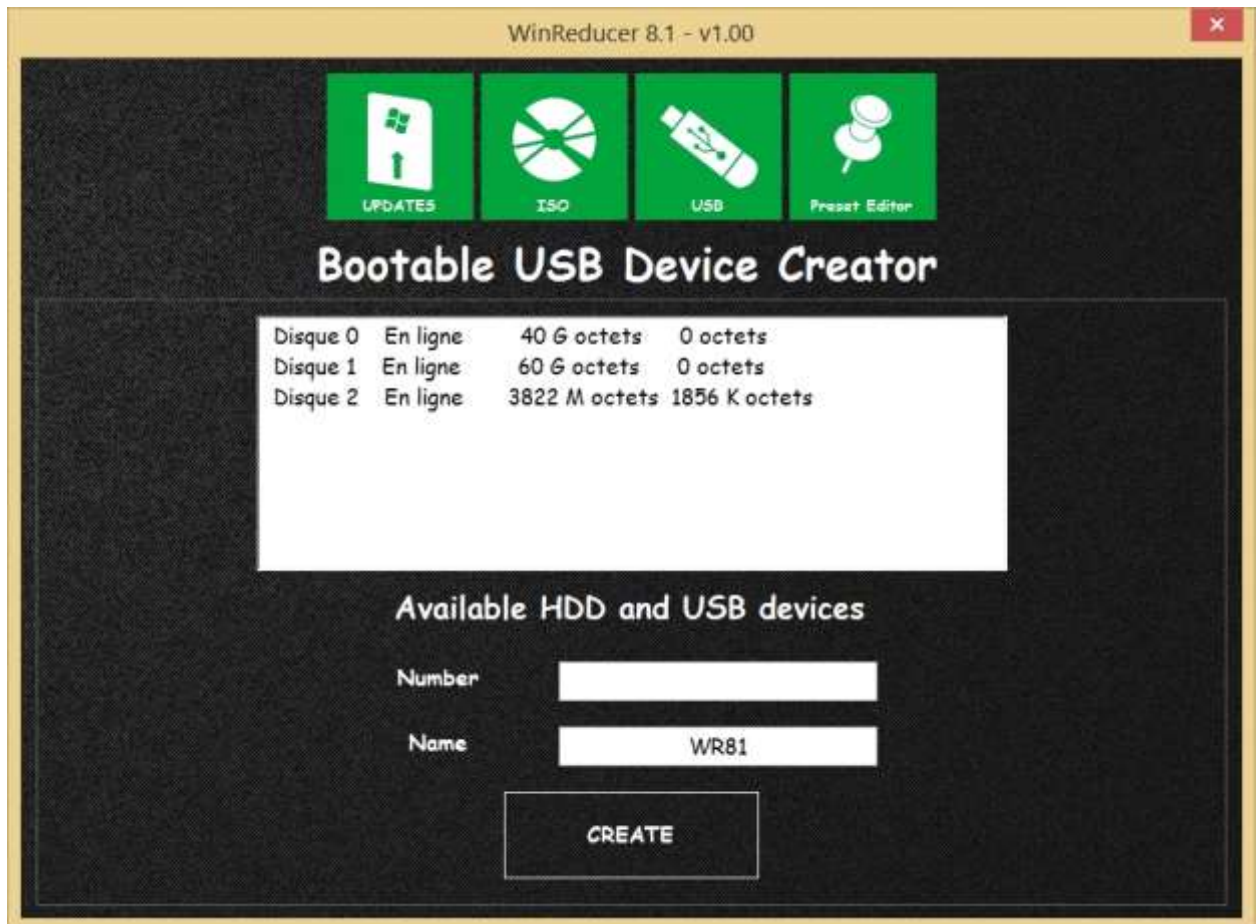 WinReducer 8.1 - v1.00
UPDATES ISO USB Preset Editor
Bootable USB Device Creator
Disque 0 En ligne 40 G octets 0 octets
Disque 1 En ligne 60 G octets 0 octets
Disque 2 En ligne 3822 M octets 1856 K octets
Available HDD and USB devices
Number
Name WR81
CREATE